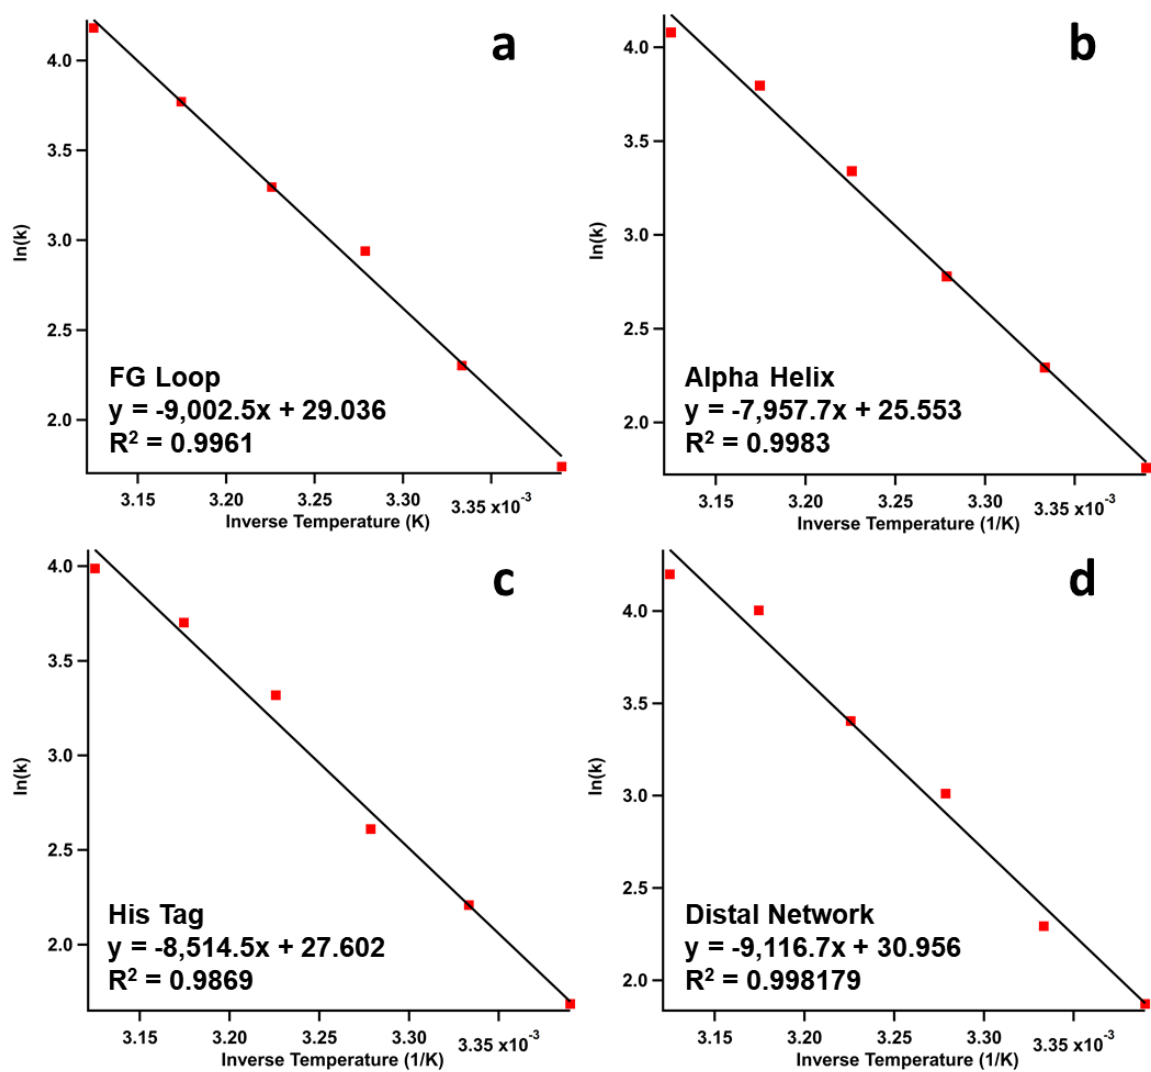 a
ln(k)
4.0
3.5
3.0
2.5
2.0
FG Loop
y = -9,002.5x + 29.036
R² = 0.9961
3.15 3.20 3.25 3.30 3.35 x10⁻³
Inverse Temperature (K)
b
ln(k)
4.0
3.5
3.0
2.5
2.0
Alpha Helix
y = -7,957.7x + 25.553
R² = 0.9983
3.15 3.20 3.25 3.30 3.35 x10⁻³
Inverse Temperature (1/K)
c
ln(k)
4.0
3.5
3.0
2.5
2.0
His Tag
y = -8,514.5x + 27.602
R² = 0.9869
3.15 3.20 3.25 3.30 3.35 x10⁻³
Inverse Temperature (1/K)
d
ln(k)
4.0
3.5
3.0
2.5
2.0
Distal Network
y = -9,116.7x + 30.956
R² = 0.998179
3.15 3.20 3.25 3.30 3.35 x10⁻³
Inverse Temperature (1/K)